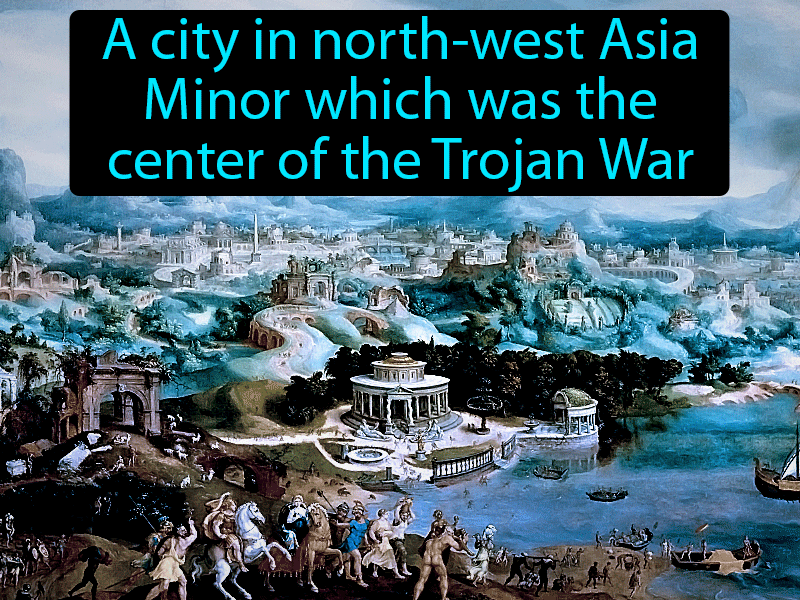 A city in north-west Asia
Minor which was the
center of the Trojan War